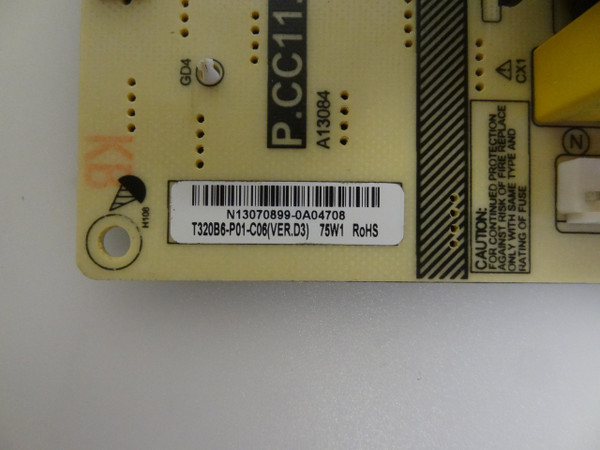 GD4
P.CC11.
A13084
CX1
N
KB
H108
N13070899-0A04708
T320B6-P01-C06(VER.D3) 75W1 RoHS
CAUTION:
FOR CONTINUED PROTECTION
AGAINST RISK OF FIRE REPLACE
ONLY WITH SAME TYPE AND
RATING OF FUSE